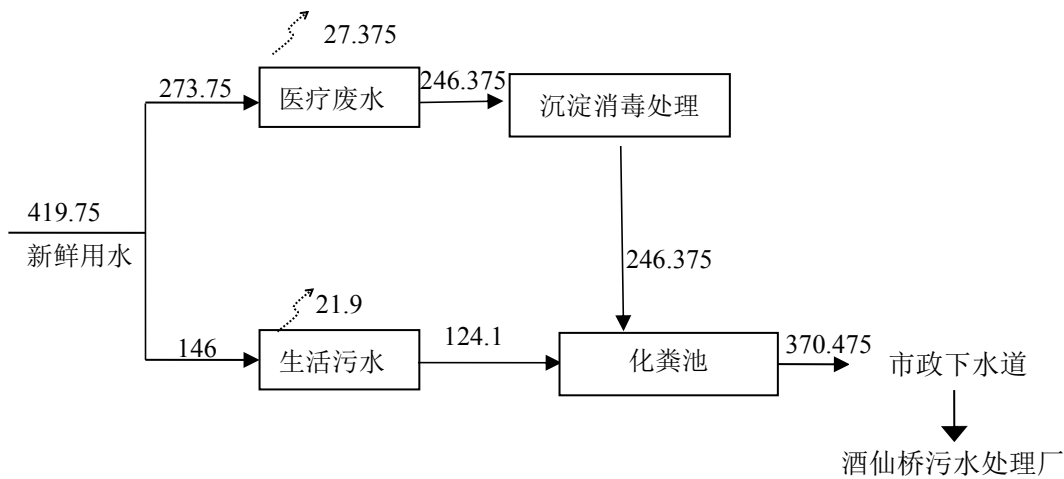 27.375
273.75
医疗废水
246.375
沉淀消毒处理
419.75
新鲜用水
246.375
21.9
146
生活污水
124.1
化粪池
370.475
市政下水道
酒仙桥污水处理厂